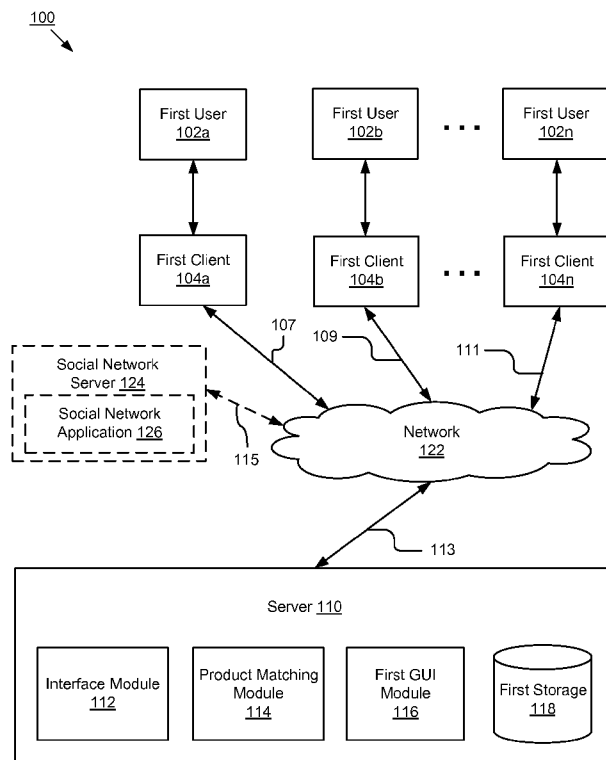 100
First User
102a
First User
102b
. . .
First User
102n
First Client
104a
First Client
104b
. . .
First Client
104n
107
109
111
Social Network
Server 124
Social Network
Application 126
115
Network
122
113
Server 110
Interface Module
112
Product Matching
Module
114
First GUI
Module
116
First Storage
118